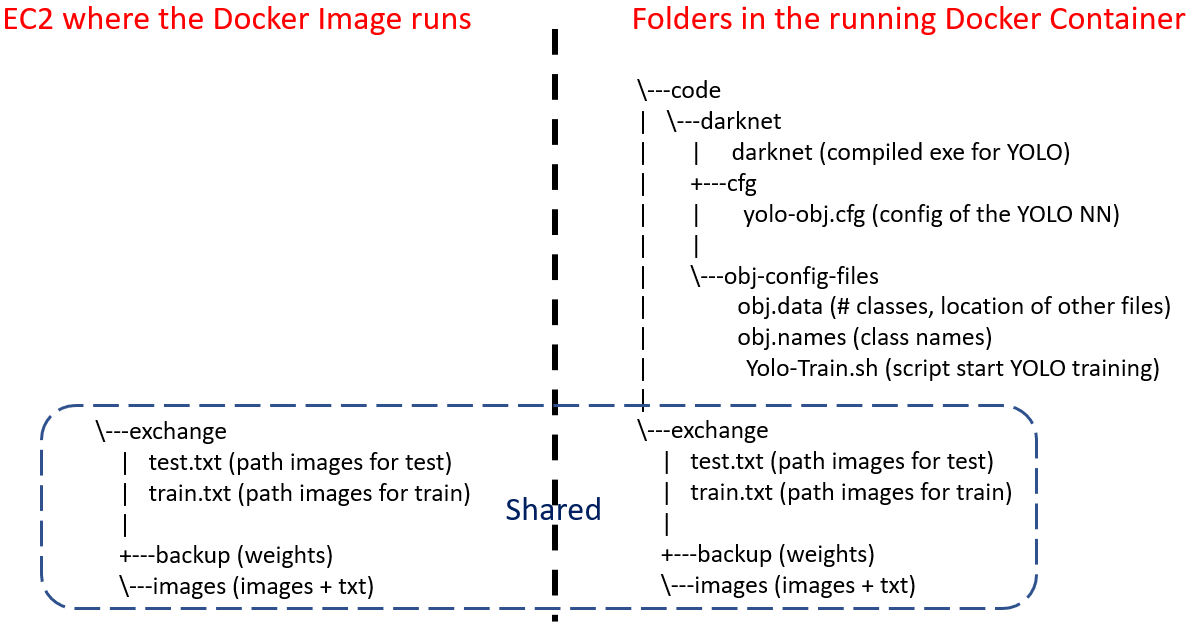 EC2 where the Docker Image runs
Folders in the running Docker Container
\---code
| \---darknet
| | darknet (compiled exe for YOLO)
| +---cfg
| | yolo-obj.cfg (config of the YOLO NN)
| |
| \---obj-config-files
| obj.data (# classes, location of other files)
| obj.names (class names)
| Yolo-Train.sh (script start YOLO training)
|
\---exchange
| test.txt (path images for test)
| train.txt (path images for train)
|
+---backup (weights)
\---images (images + txt)
Shared
\---exchange
| test.txt (path images for test)
| train.txt (path images for train)
|
+---backup (weights)
\---images (images + txt)